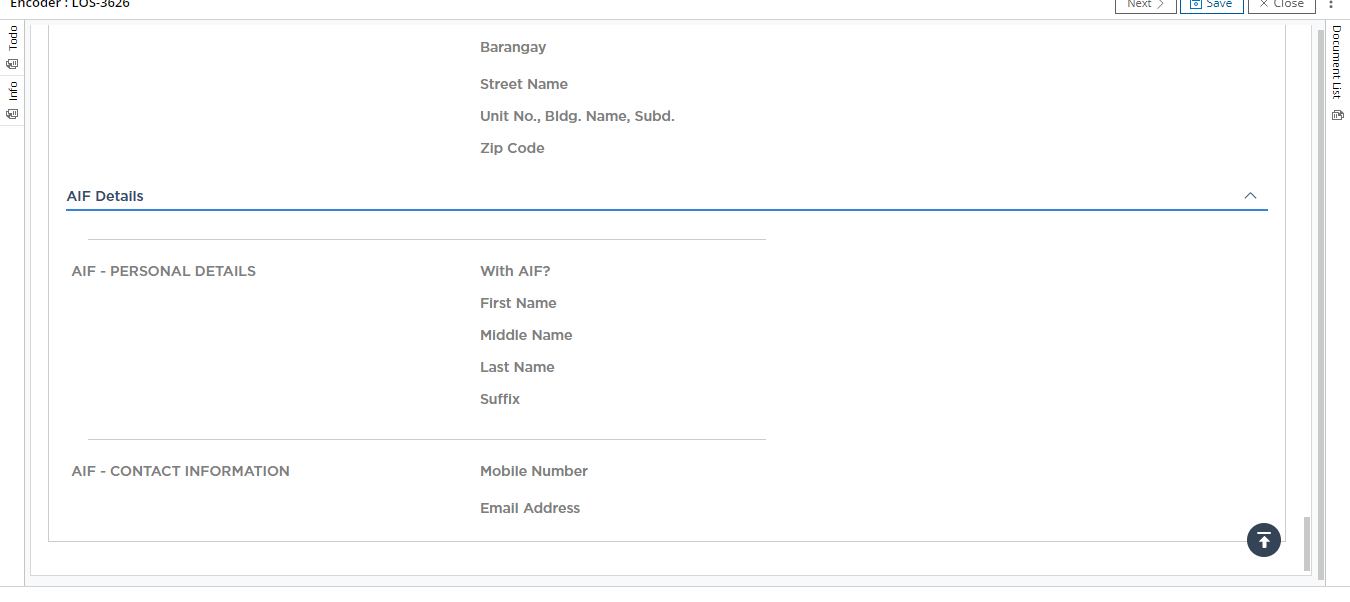 Encoder : LOS-3626
Next
Save
Close
Todo
Info
Document List
Barangay
Street Name
Unit No., Bldg. Name, Subd.
Zip Code
AIF Details
AIF - PERSONAL DETAILS
With AIF?
First Name
Middle Name
Last Name
Suffix
AIF - CONTACT INFORMATION
Mobile Number
Email Address